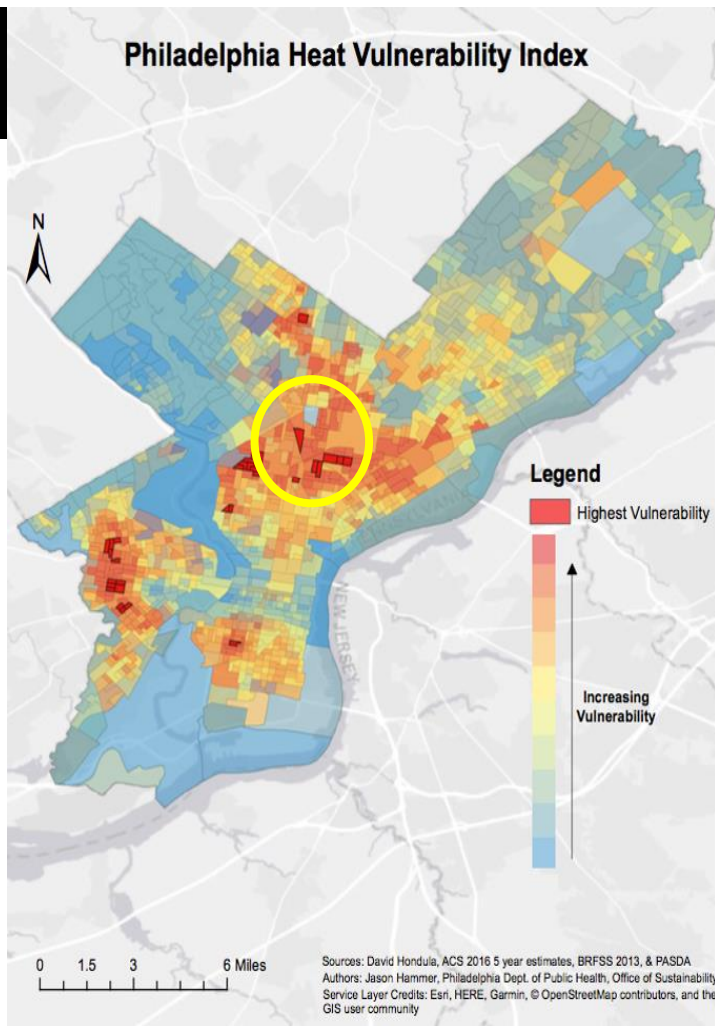 Philadelphia Heat Vulnerability Index
N
Legend
Highest Vulnerability
Increasing
Vulnerability
NEW JERSEY
0 1.5 3 6 Miles
Sources: David Hondula, ACS 2016 5 year estimates, BRFSS 2013, & PASDA
Authors: Jason Hammer, Philadelphia Dept. of Public Health, Office of Sustainability
Service Layer Credits: Esri, HERE, Garmin, © OpenStreetMap contributors, and the
GIS user community